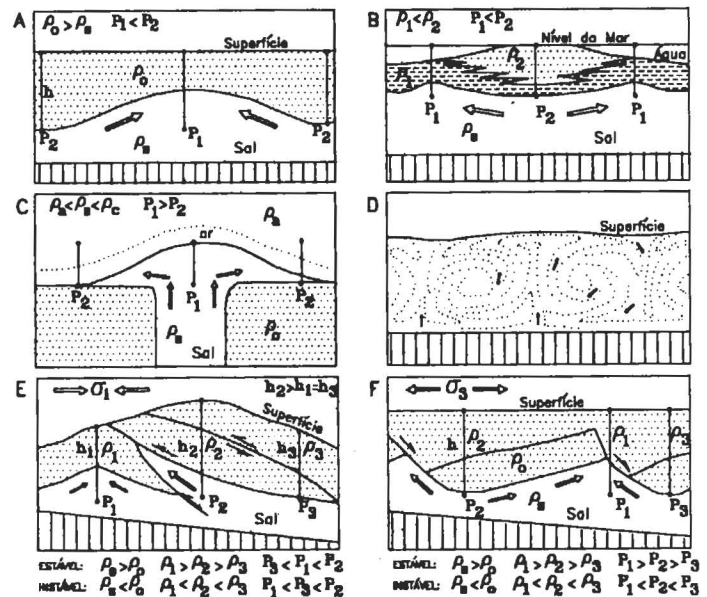 A ρo>ρs P1<P2
Superfície
ρo
h
P2 P1 P2
ρs Sal
B ρ1<ρ2 P1<P2
Nível da Mar
Água
ρ2
ρ1
P1 P2 P1
ρs Sal
C ρa<ρs<ρc P1>P2
ρa
ar
P2 P1 P2
ρs ρo
Sal
D
Superfície
E σ1 h2>h1=h3
Superfície
h1 ρ1 h2 ρ2 h3 ρ3
P1 P2 P3
Sal
F σ3
Superfície
h ρ2 ρ1 ρ3
ρo
P2 ρs P1 P3
Sal
ESTÁVEL: ρs>ρo ρ1>ρ2>ρ3 P3<P1<P2
INSTÁVEL: ρs<ρo ρ1<ρ2<ρ3 P1<P3<P2
ESTÁVEL: ρs>ρo ρ1>ρ2>ρ3 P1>P2>P3
INSTÁVEL: ρs<ρo ρ1<ρ2<ρ3 P1<P2<P3